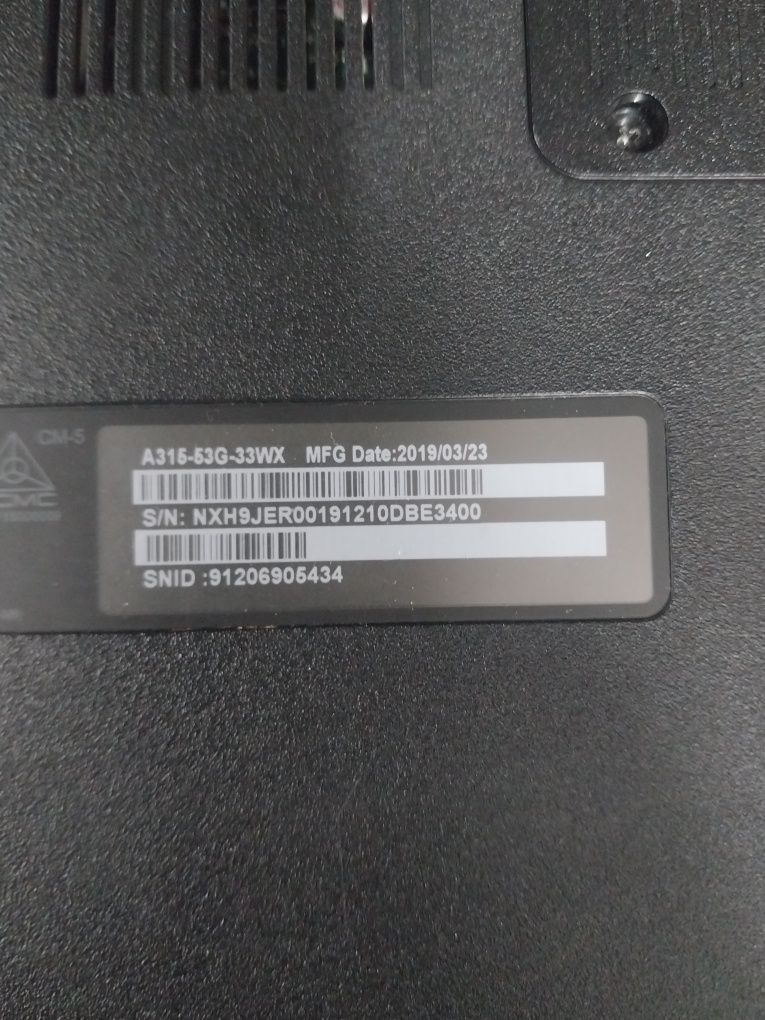 CM-5
A315-53G-33WX MFG Date:2019/03/23
S/N: NXH9JER00191210DBE3400
SNID :91206905434